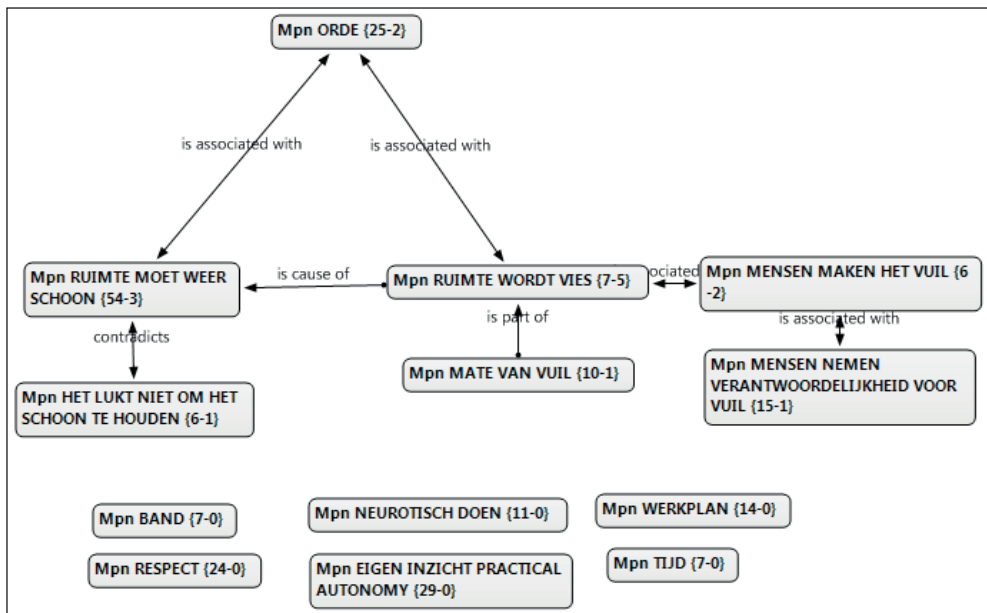 Mpn ORDE {25-2}
is associated with
is associated with
Mpn RUIMTE MOET WEER
SCHOON {54-3}
is cause of
Mpn RUIMTE WORDT VIES {7-5}
ociated
Mpn MENSEN MAKEN HET VUIL {6
-2}
contradicts
is part of
is associated with
Mpn HET LUKT NIET OM HET
SCHOON TE HOUDEN {6-1}
Mpn MATE VAN VUIL {10-1}
Mpn MENSEN NEMEN
VERANTWOORDELIJKHEID VOOR
VUIL {15-1}
Mpn BAND {7-0}
Mpn NEUROTISCH DOEN {11-0}
Mpn WERKPLAN {14-0}
Mpn RESPECT {24-0}
Mpn EIGEN INZICHT PRACTICAL
AUTONOMY {29-0}
Mpn TIJD {7-0}